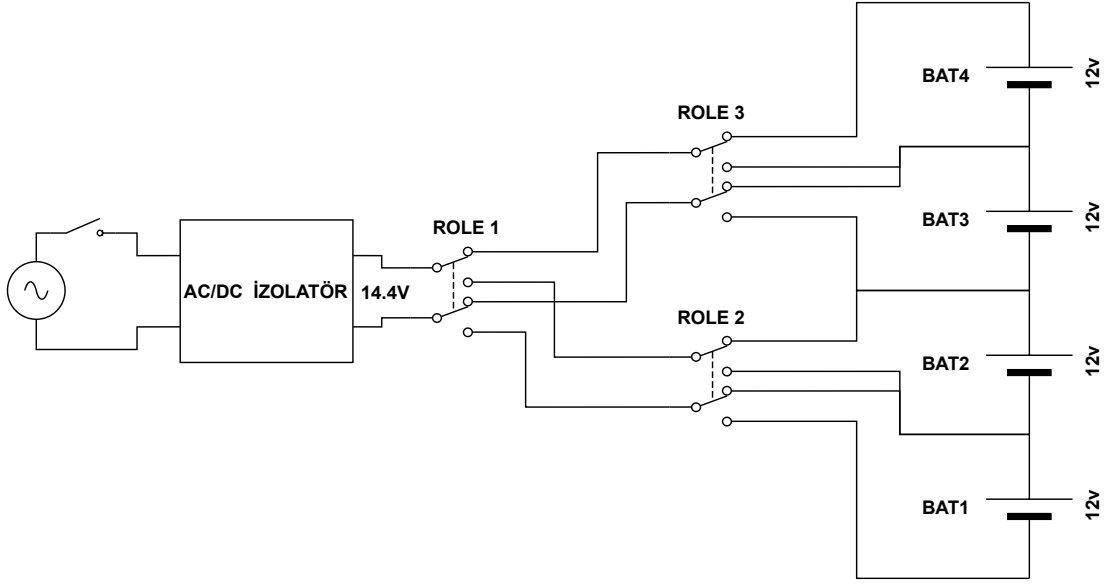 BAT4
12v
ROLE 3
BAT3
12v
ROLE 1
AC/DC İZOLATÖR
14.4V
ROLE 2
BAT2
12v
BAT1
12v